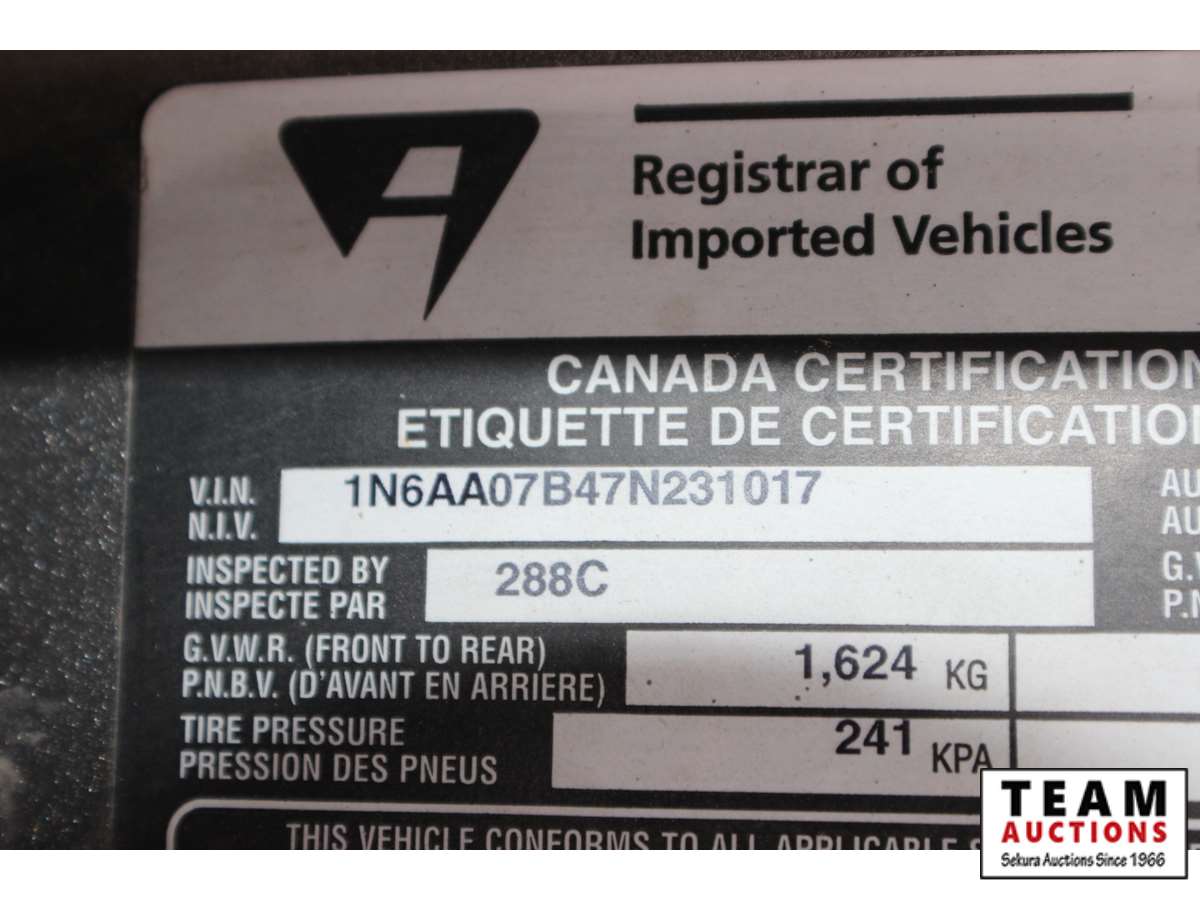 Registrar of
Imported Vehicles
CANADA CERTIFICATION
ETIQUETTE DE CERTIFICATION
V.I.N. 1N6AA07B47N231017 AU
N.I.V. AU
INSPECTED BY 288C G.V
INSPECTE PAR P.N
G.V.W.R. (FRONT TO REAR) 1,624 KG
P.N.B.V. (D'AVANT EN ARRIERE)
TIRE PRESSURE 241 KPA
PRESSION DES PNEUS
THIS VEHICLE CONFORMS TO ALL APPLICABLE
TEAM
AUCTIONS
Sekura Auctions Since 1966